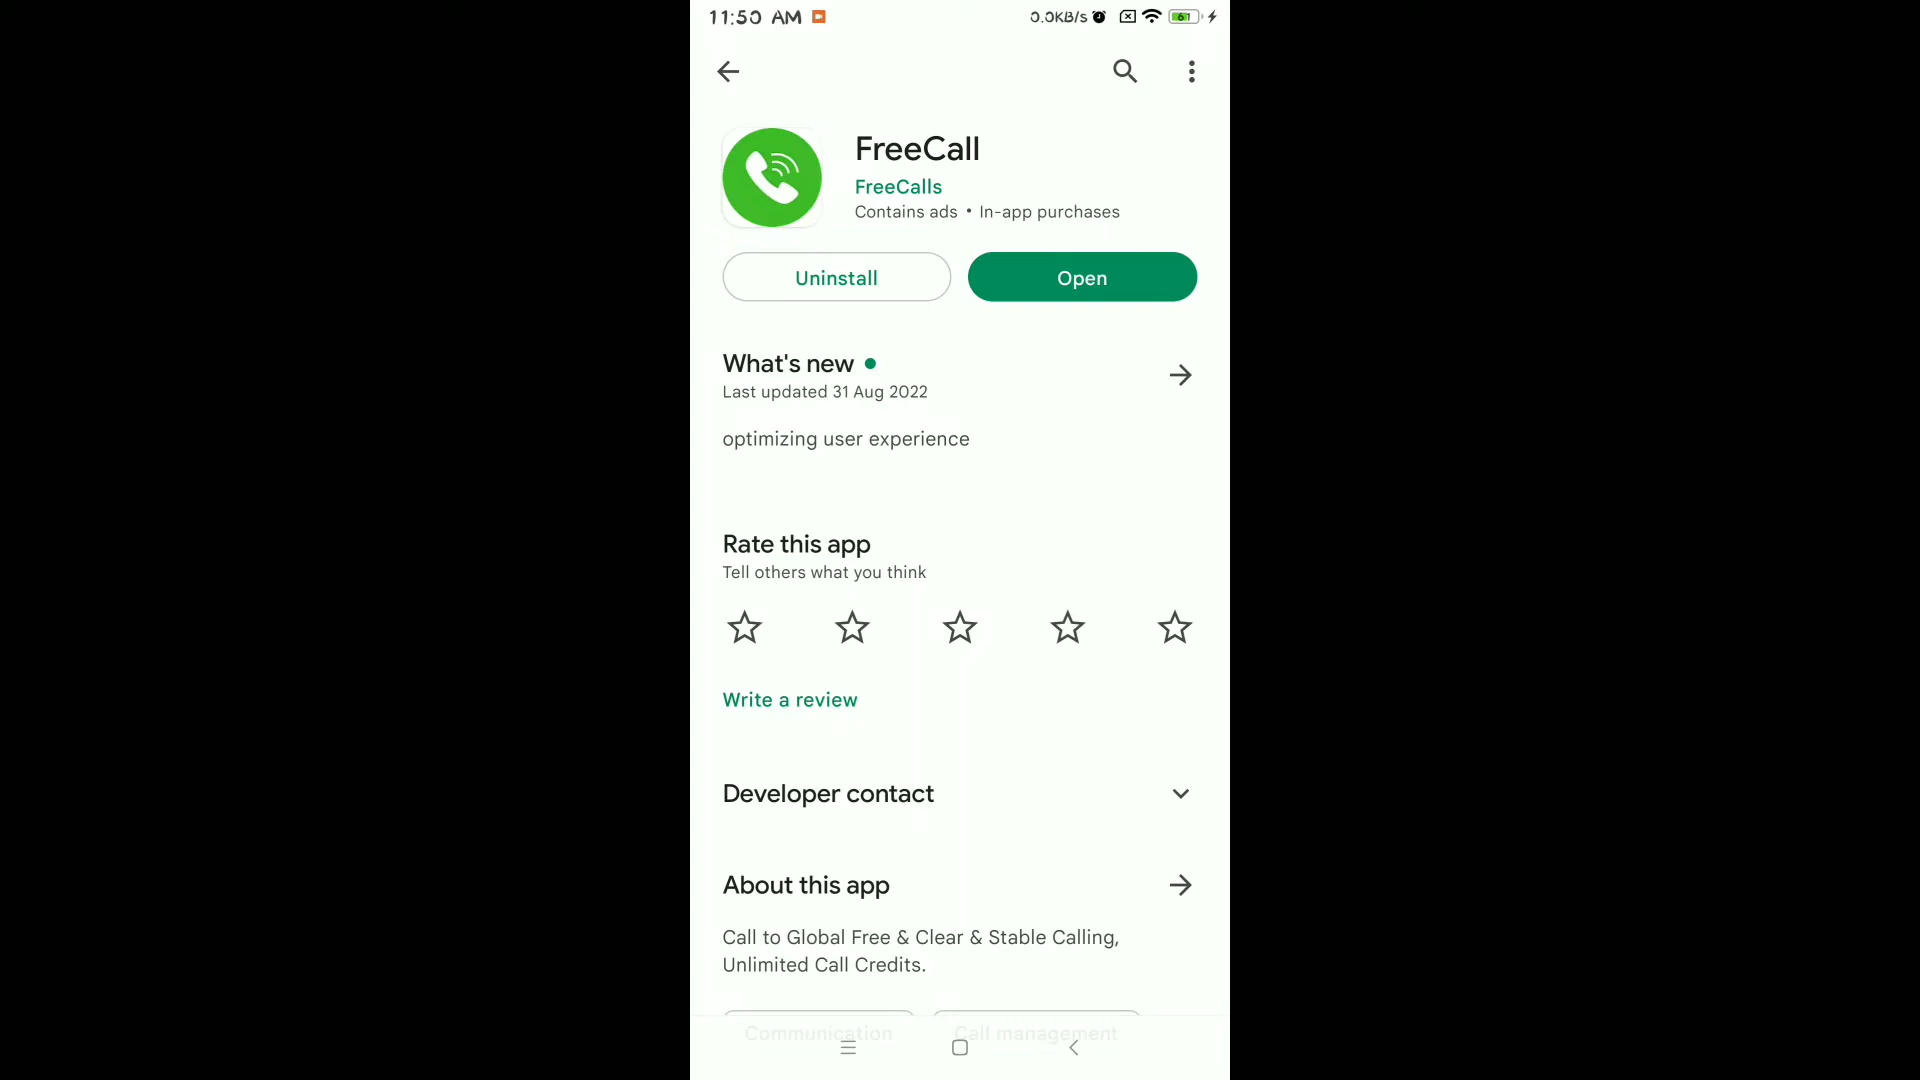 11:50 AM 0.0KB/s 61
FreeCall
FreeCalls
Contains ads • In-app purchases
Uninstall Open
What's new
Last updated 31 Aug 2022
optimizing user experience
Rate this app
Tell others what you think
Write a review
Developer contact
About this app
Call to Global Free & Clear & Stable Calling,
Unlimited Call Credits.
Communication Call management